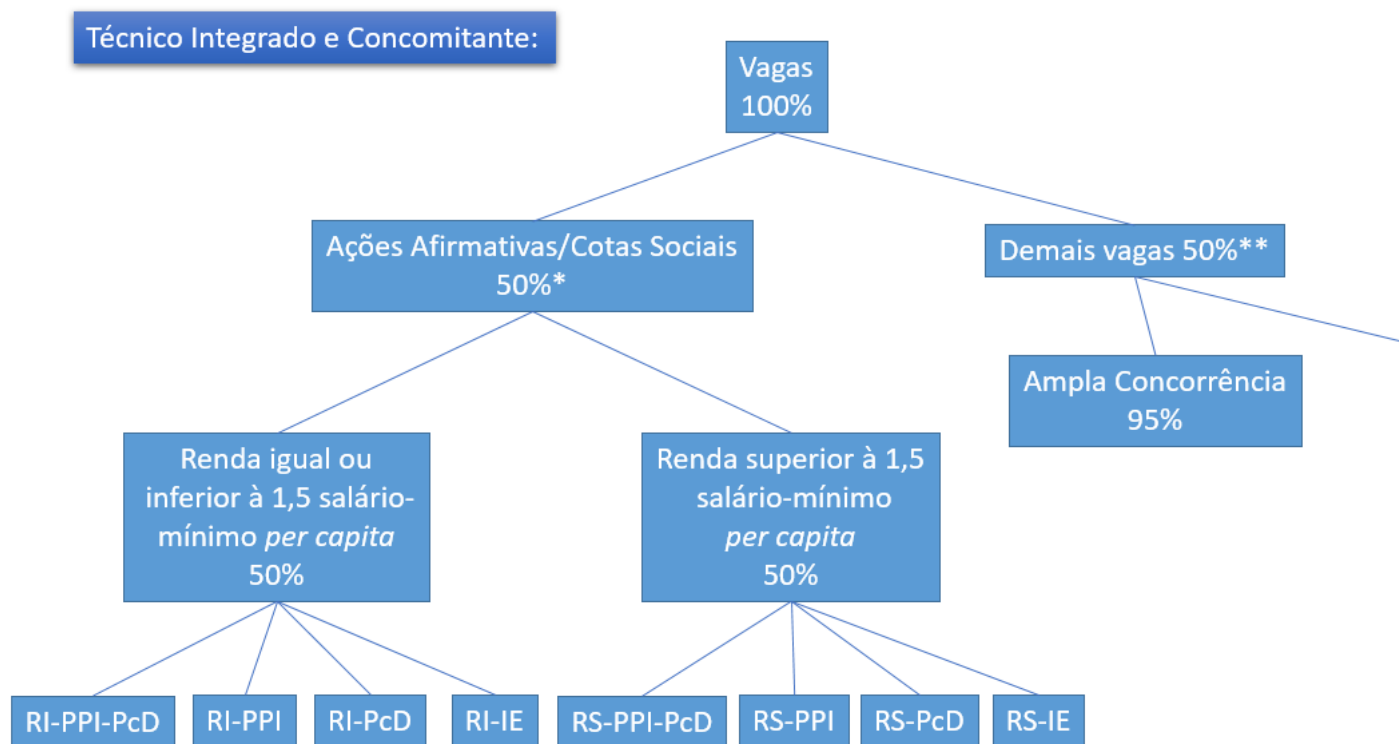 Técnico Integrado e Concomitante:
Vagas
100%
Ações Afirmativas/Cotas Sociais
50%*
Demais vagas 50%**
Ampla Concorrência
95%
Renda igual ou
inferior à 1,5 salário-
mínimo per capita
50%
Renda superior à 1,5
salário-mínimo
per capita
50%
RI-PPI-PcD
RI-PPI
RI-PcD
RI-IE
RS-PPI-PcD
RS-PPI
RS-PcD
RS-IE